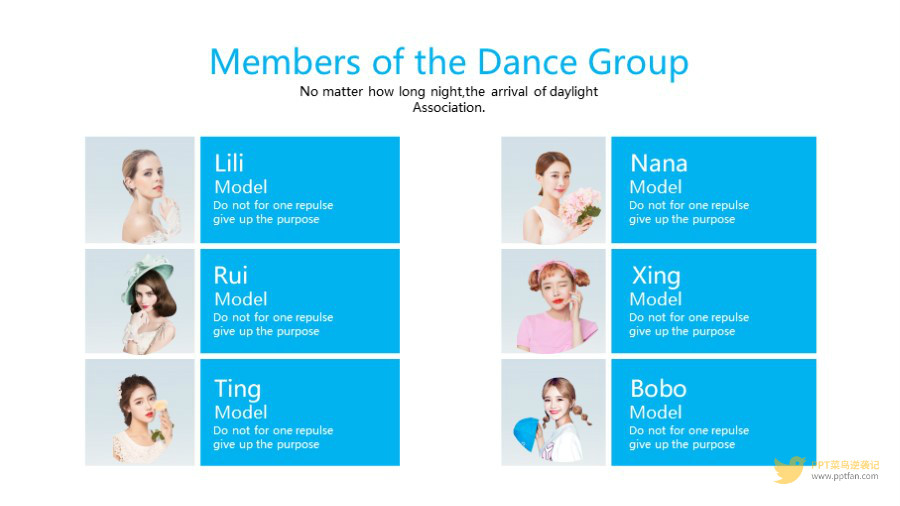 Members of the Dance Group
No matter how long night,the arrival of daylight
Association.
Lili
Model
Do not for one repulse
give up the purpose
Nana
Model
Do not for one repulse
give up the purpose
Rui
Model
Do not for one repulse
give up the purpose
Xing
Model
Do not for one repulse
give up the purpose
Ting
Model
Do not for one repulse
give up the purpose
Bobo
Model
Do not for one repulse
give up the purpose
PPT菜鸟逆袭记
www.pptfan.com